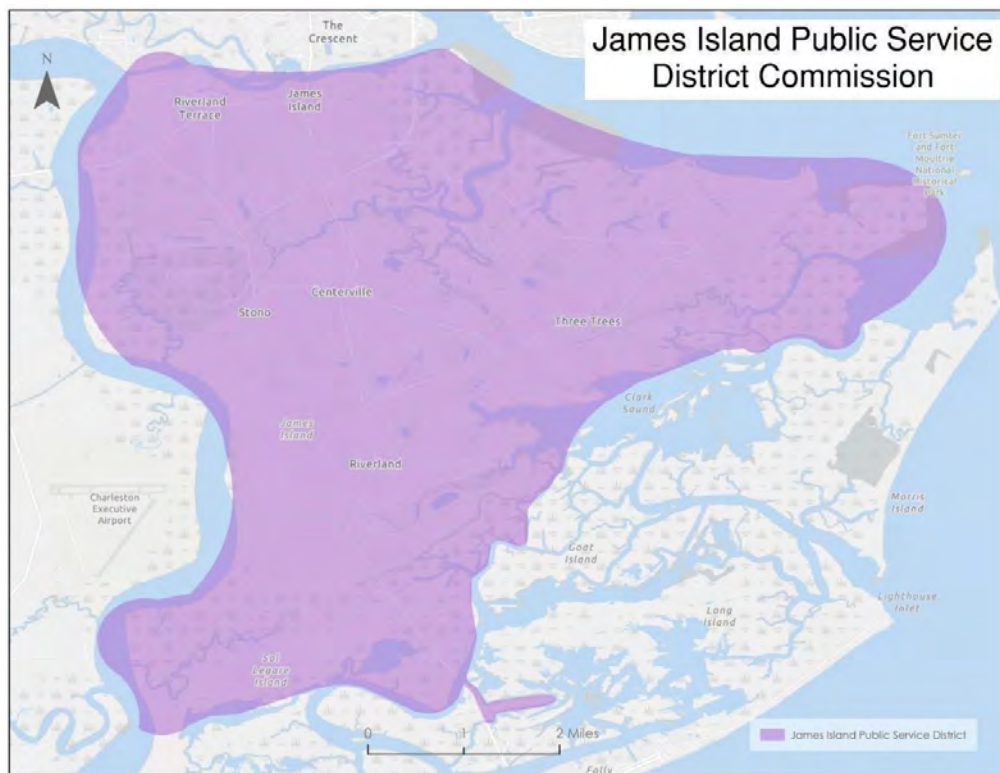 James Island Public Service
District Commission
The
Crescent
N
Riverland
Terrace
James
Island
Fort Sumter
and Fort
Moultrie
National
Historical
Park
Centerville
Stono
Three Trees
Clark
Sound
James
Island
Riverland
Charleston
Executive
Airport
Morris
Island
Goat
Island
Lighthouse
Inlet
Long
Island
Sol
Legare
Island
0 1 2 Miles
James Island Public Service District
Folly